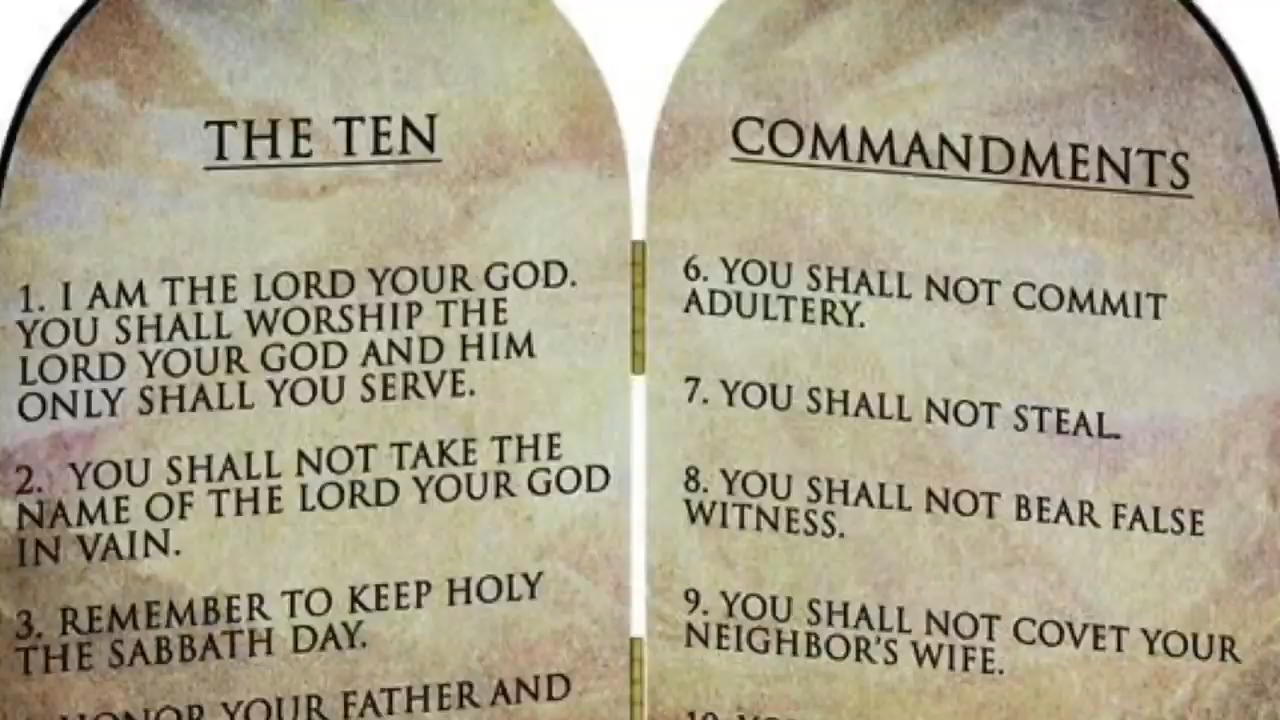 THE TEN
1. I AM THE LORD YOUR GOD.
YOU SHALL WORSHIP THE
LORD YOUR GOD AND HIM
ONLY SHALL YOU SERVE.
2. YOU SHALL NOT TAKE THE
NAME OF THE LORD YOUR GOD
IN VAIN.
3. REMEMBER TO KEEP HOLY
THE SABBATH DAY.
HONOR YOUR FATHER AND
COMMANDMENTS
6. YOU SHALL NOT COMMIT
ADULTERY.
7. YOU SHALL NOT STEAL.
8. YOU SHALL NOT BEAR FALSE
WITNESS.
9. YOU SHALL NOT COVET YOUR
NEIGHBOR'S WIFE.